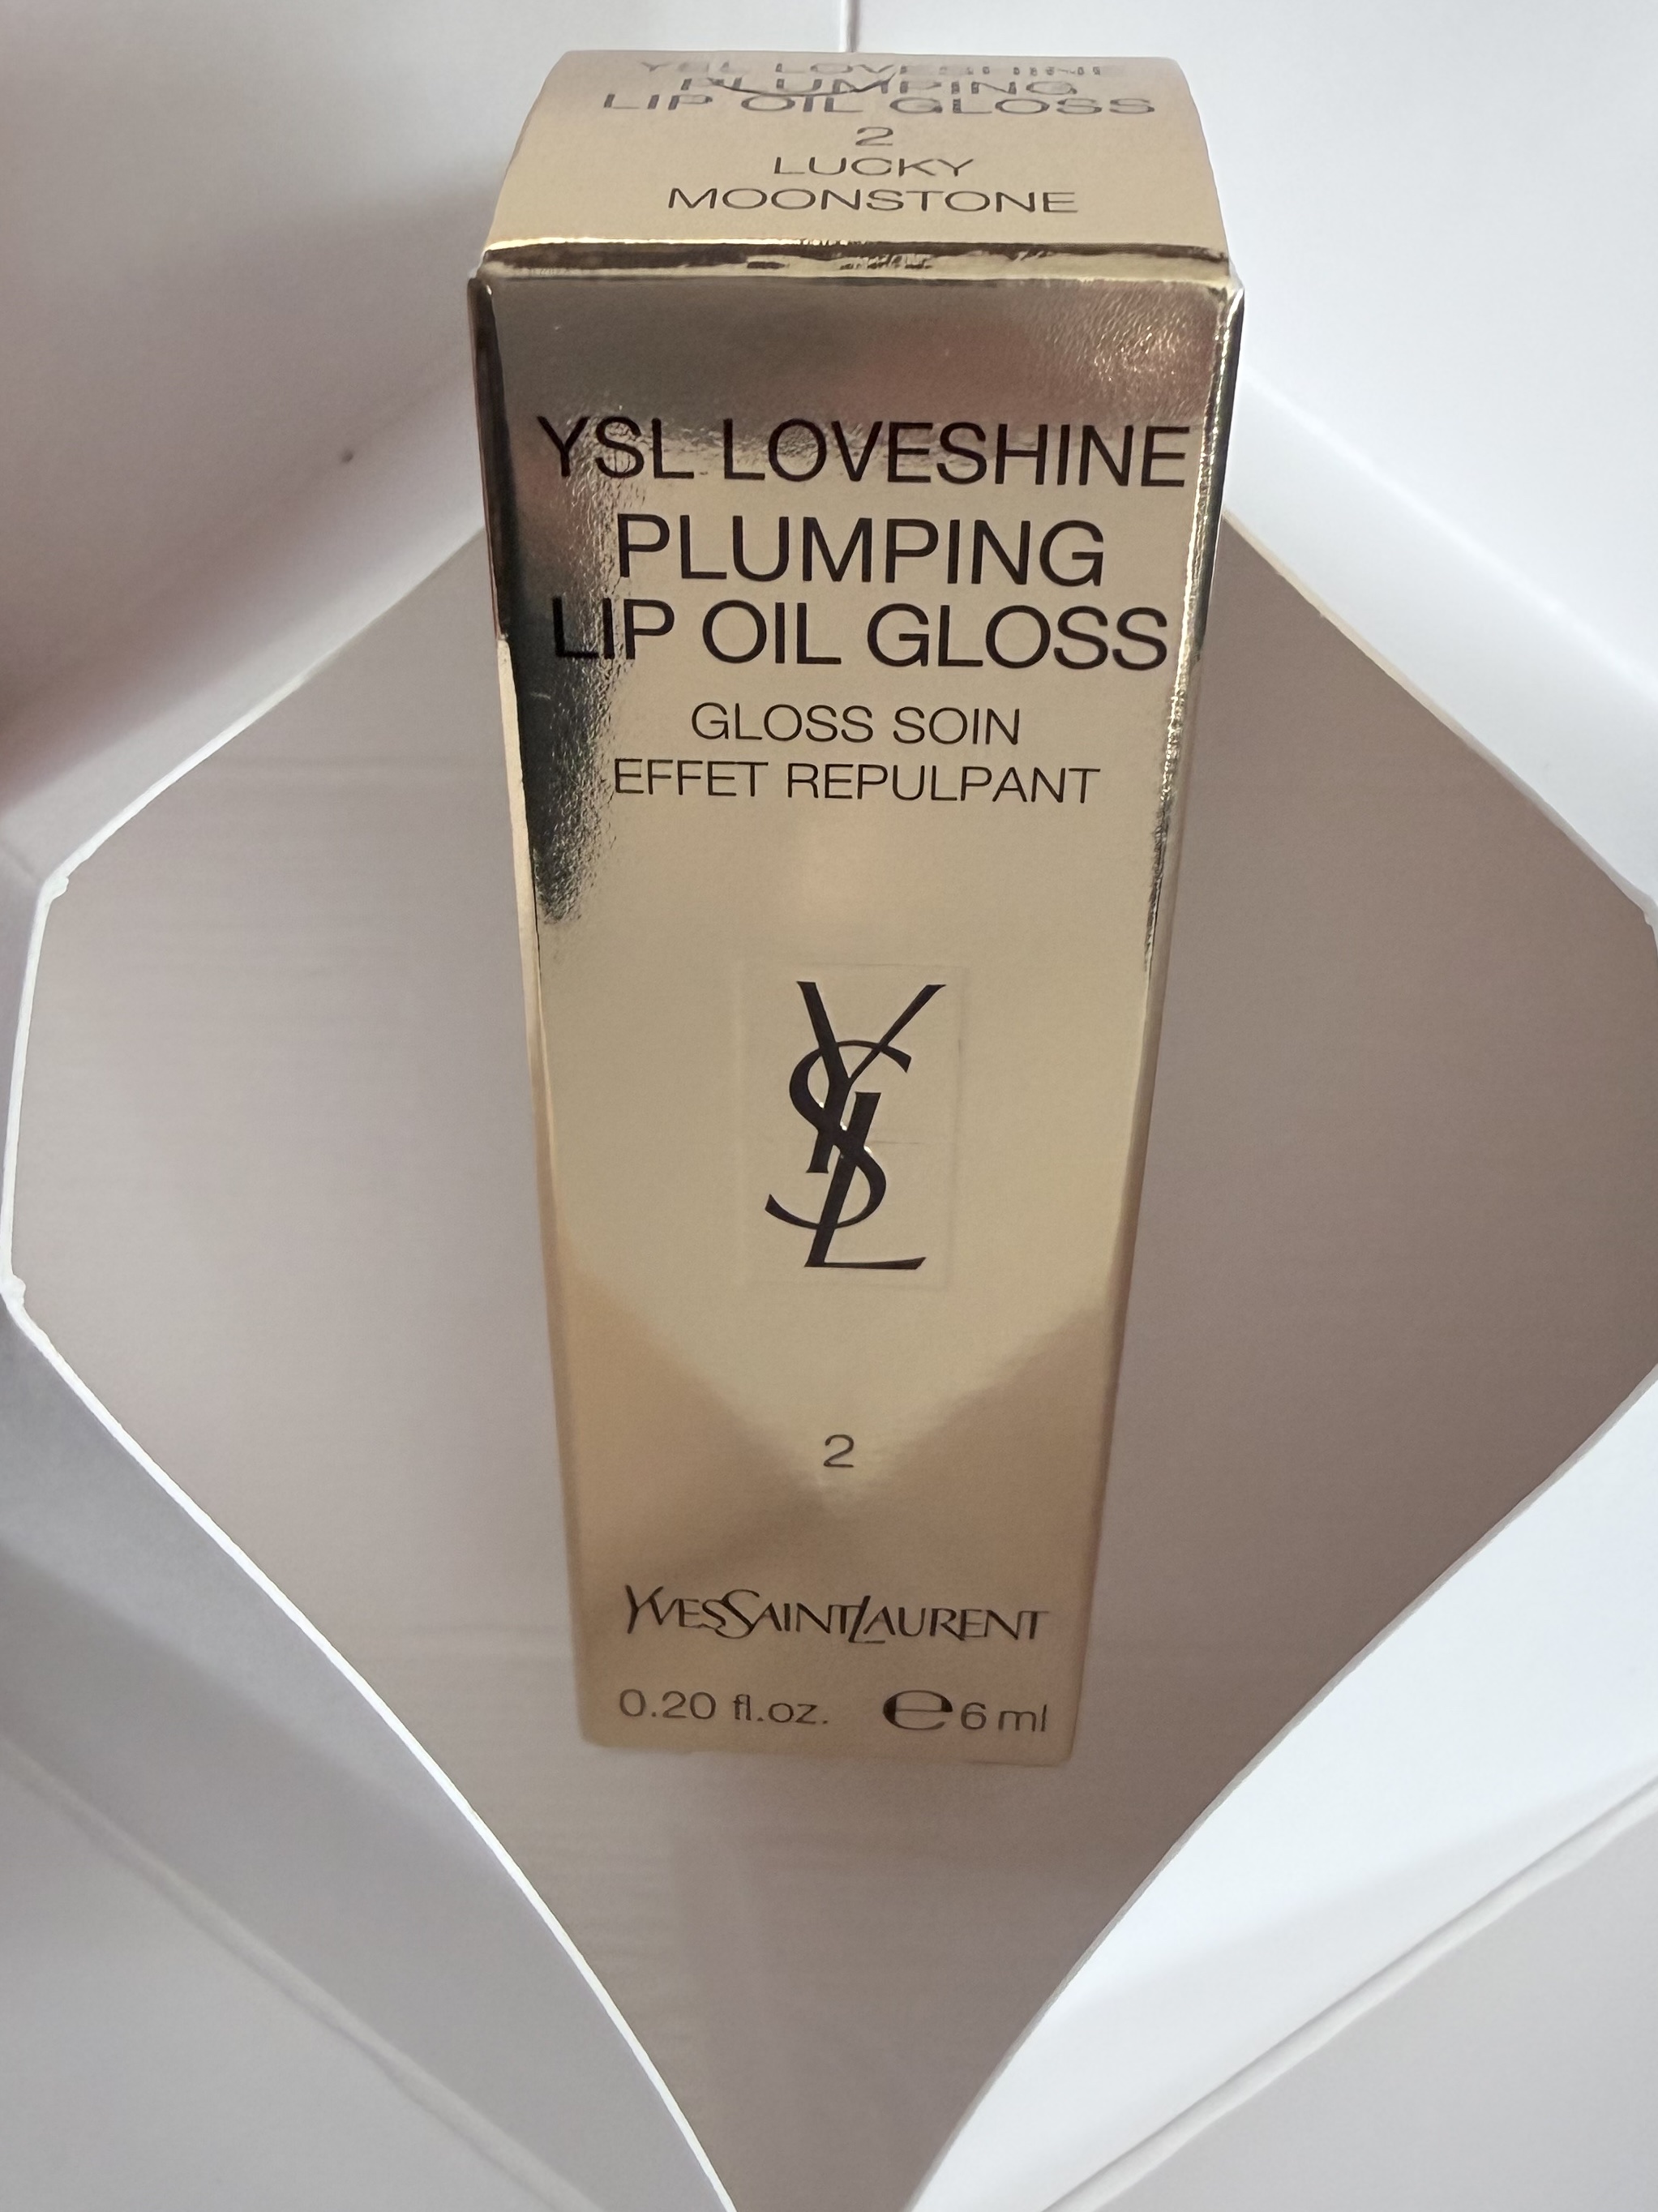 YSL LOVESHINE
PLUMPING
LIP OIL GLOSS
2
LUCKY
MOONSTONE
YSL LOVESHINE
PLUMPING
LIP OIL GLOSS
GLOSS SOIN
EFFET REPULPANT
YSL
2
YVESSAINTLAURENT
0.20 fl.oz. ℮ 6 ml